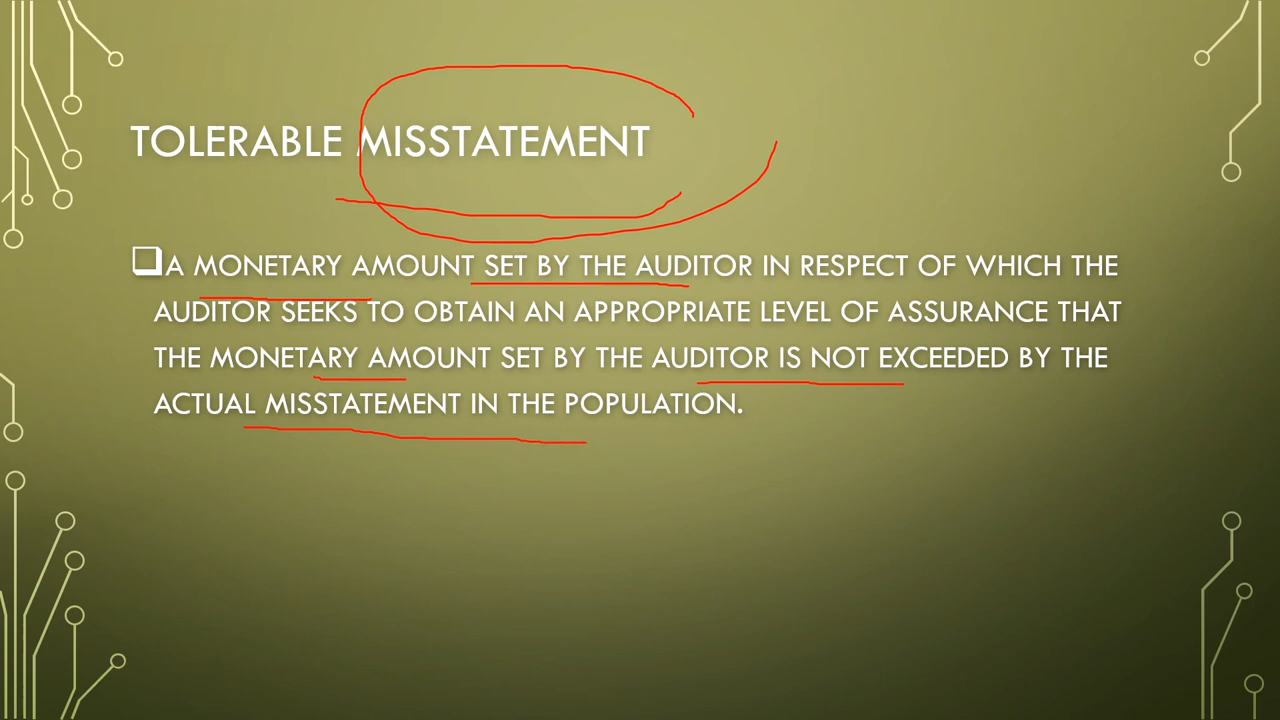 TOLERABLE MISSTATEMENT
A MONETARY AMOUNT SET BY THE AUDITOR IN RESPECT OF WHICH THE
AUDITOR SEEKS TO OBTAIN AN APPROPRIATE LEVEL OF ASSURANCE THAT
THE MONETARY AMOUNT SET BY THE AUDITOR IS NOT EXCEEDED BY THE
ACTUAL MISSTATEMENT IN THE POPULATION.